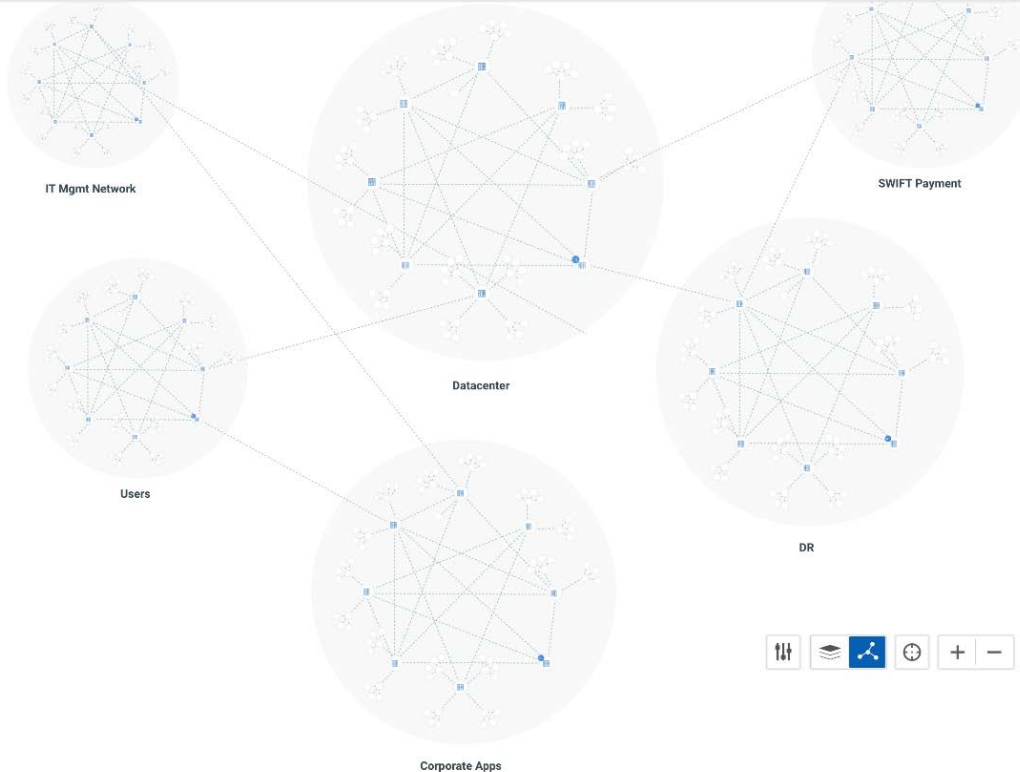 IT Mgmt Network
SWIFT Payment
Datacenter
Users
DR
Corporate Apps